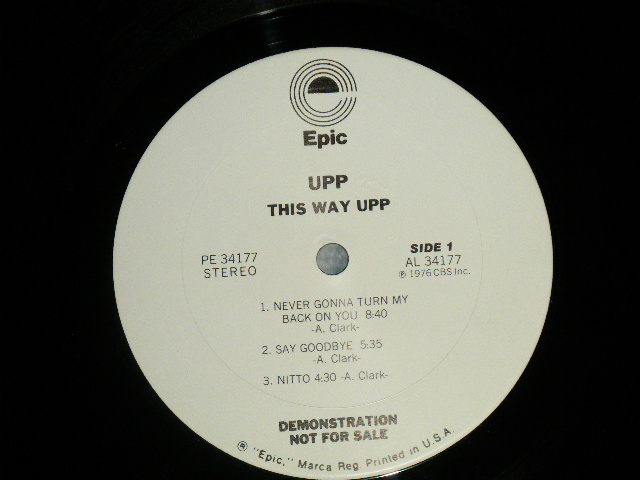 Epic
UPP
THIS WAY UPP
PE 34177
STEREO
SIDE 1
AL 34177
℗ 1976 CBS Inc.
1. NEVER GONNA TURN MY
BACK ON YOU 8:40
-A. Clark-
2. SAY GOODBYE 5:35
-A. Clark-
3. NITTO 4:30 -A. Clark-
DEMONSTRATION
NOT FOR SALE
® "Epic," Marca Reg. Printed in U.S.A.